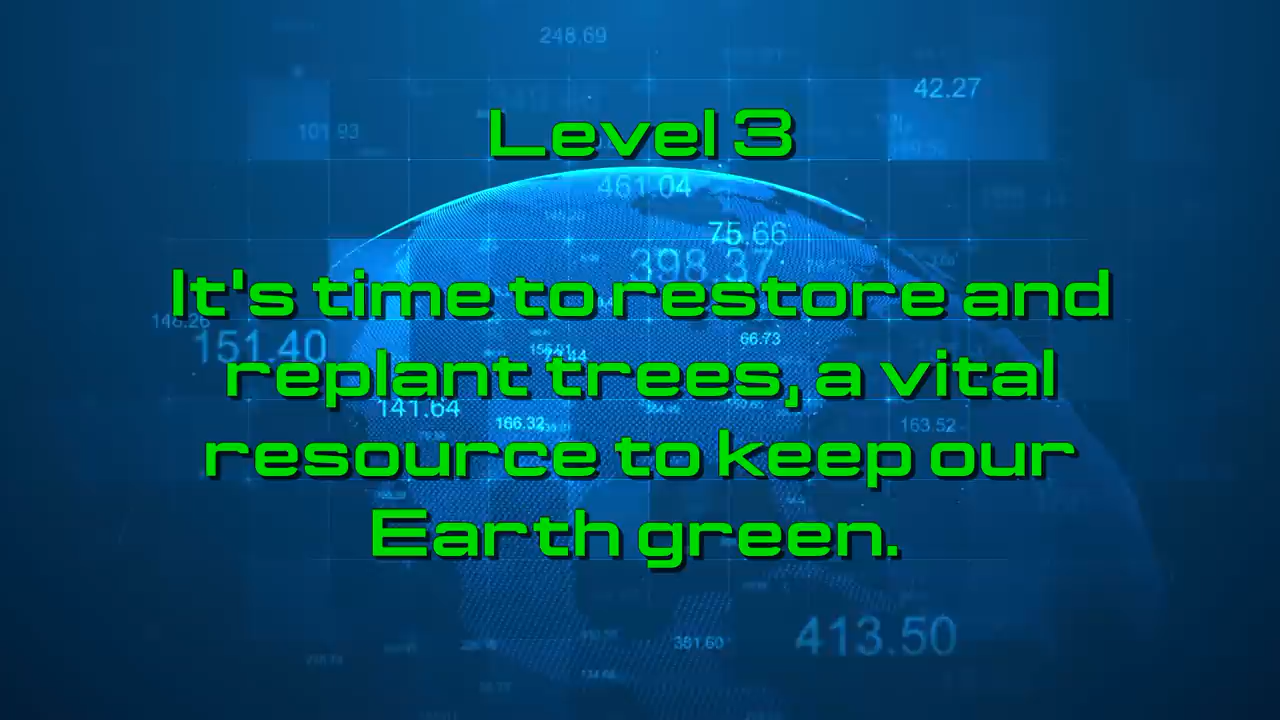 248.69
42.27
101.93
Level 3
461.04
75.66
398.37
It's time to restore and
146.26
151.40
66.73
replant trees, a vital
141.64
166.32
163.52
resource to keep our
Earth green.
413.50
381.60